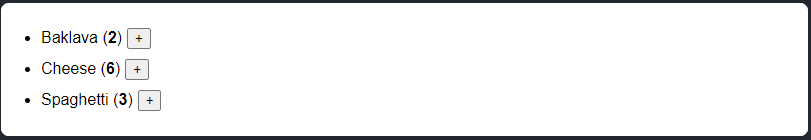 Baklava (2) +
Cheese (6) +
Spaghetti (3) +